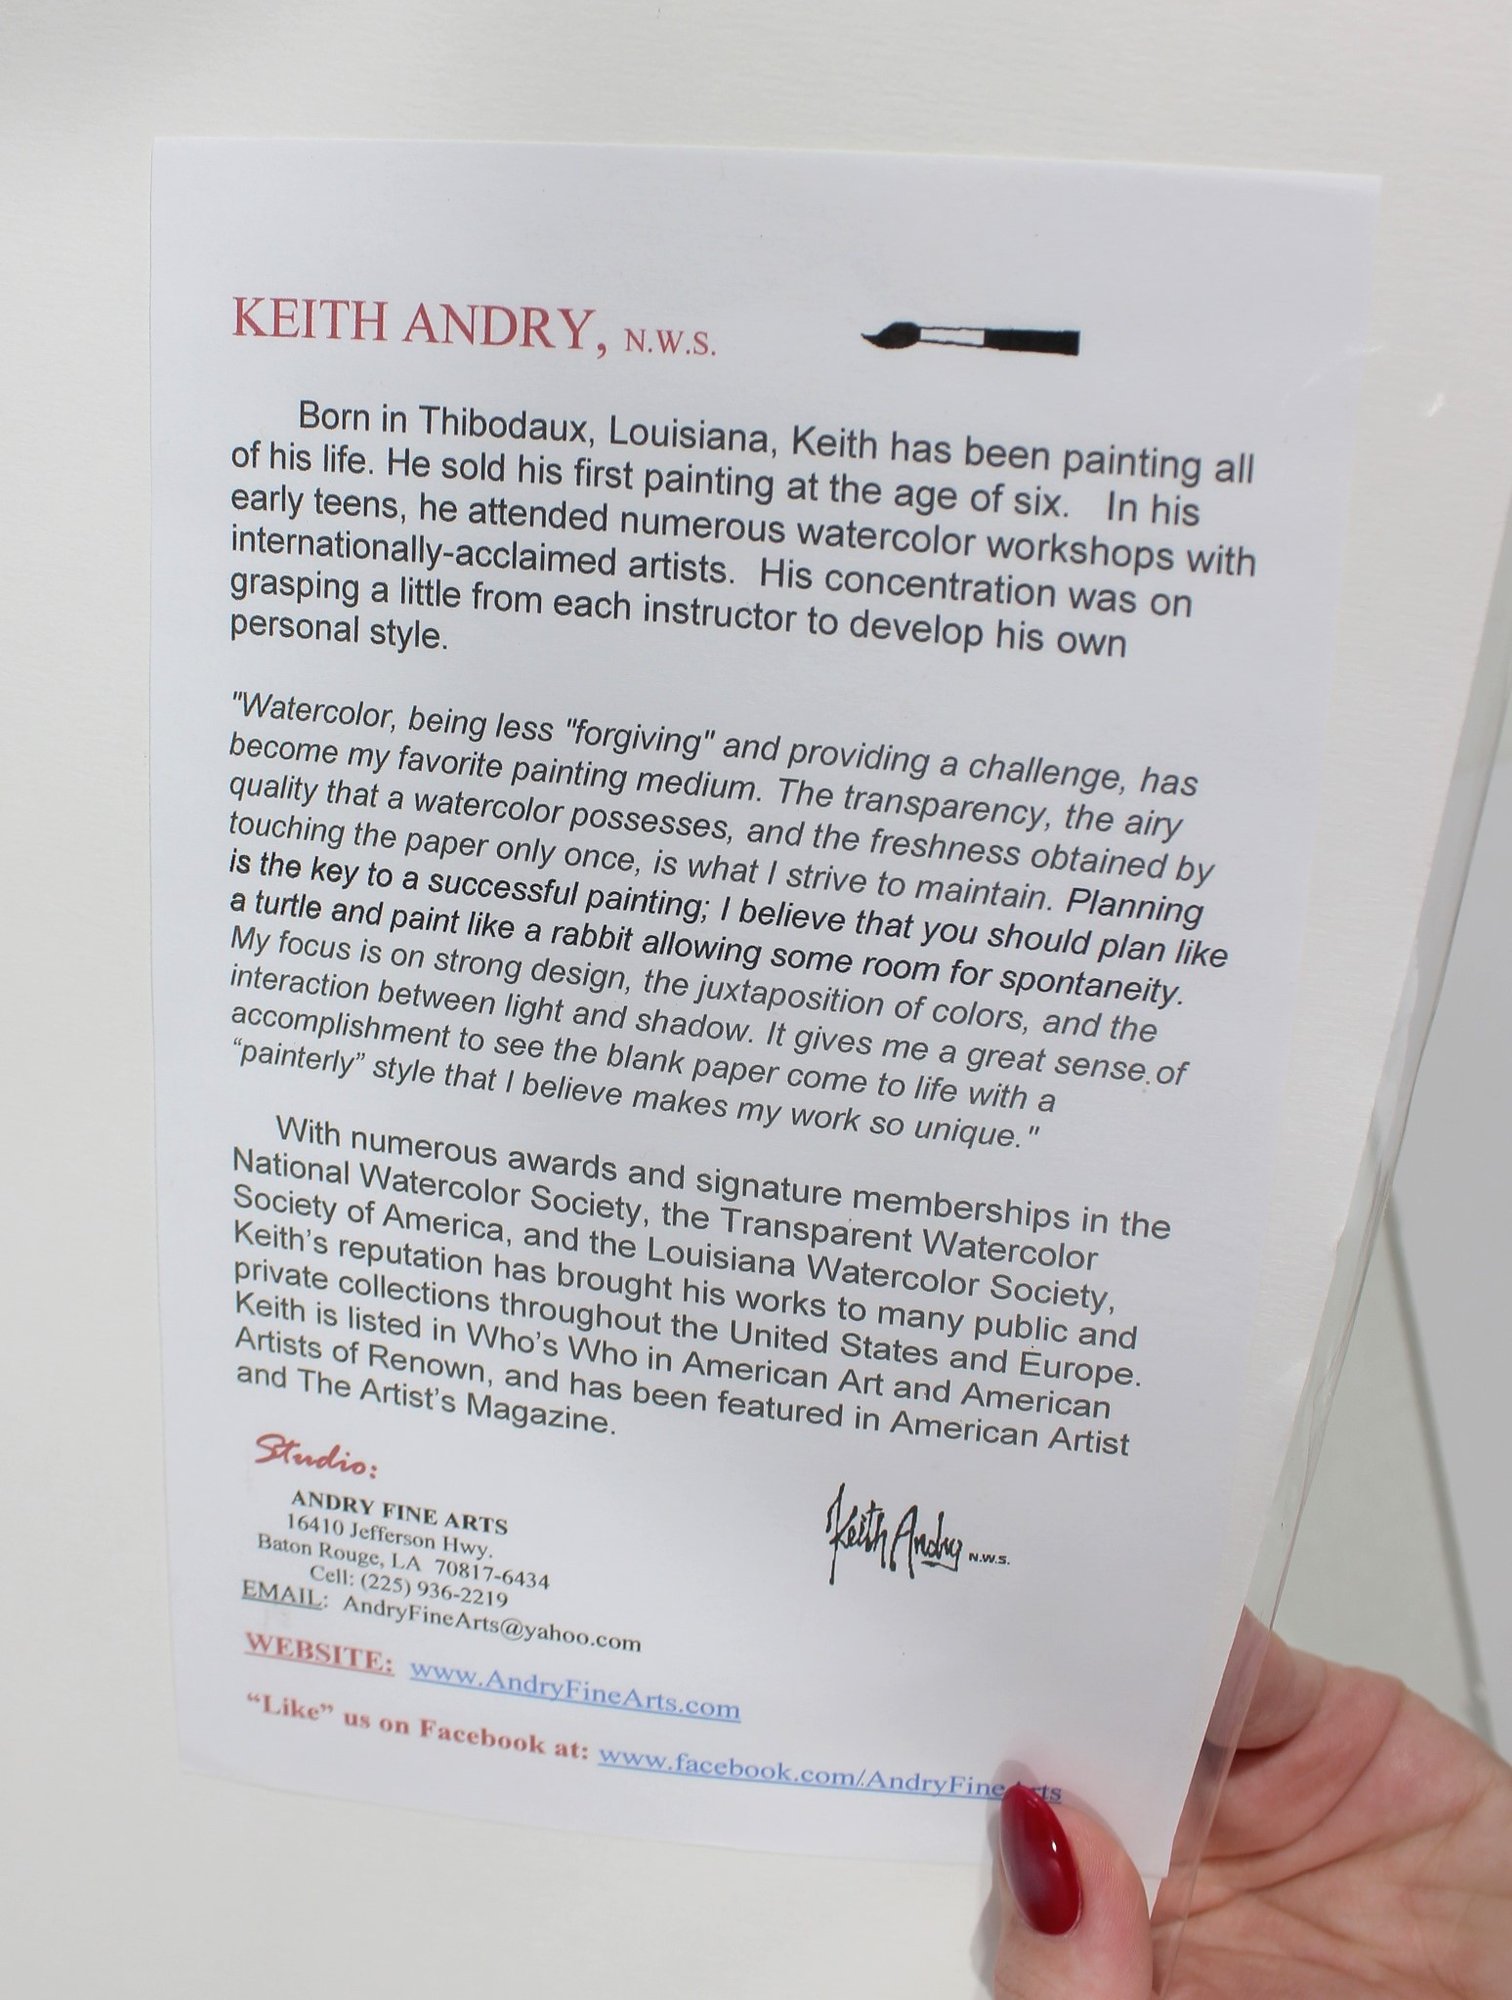 KEITH ANDRY, N.W.S.
Born in Thibodaux, Louisiana, Keith has been painting all
of his life. He sold his first painting at the age of six. In his
early teens, he attended numerous watercolor workshops with
internationally-acclaimed artists. His concentration was on
grasping a little from each instructor to develop his own
personal style.
"Watercolor, being less "forgiving" and providing a challenge, has
become my favorite painting medium. The transparency, the airy
quality that a watercolor possesses, and the freshness obtained by
touching the paper only once, is what I strive to maintain. Planning
is the key to a successful painting; I believe that you should plan like
a turtle and paint like a rabbit allowing some room for spontaneity.
My focus is on strong design, the juxtaposition of colors, and the
interaction between light and shadow. It gives me a great sense of
accomplishment to see the blank paper come to life with a
“painterly” style that I believe makes my work so unique."
With numerous awards and signature memberships in the
National Watercolor Society, the Transparent Watercolor
Society of America, and the Louisiana Watercolor Society,
Keith’s reputation has brought his works to many public and
private collections throughout the United States and Europe.
Keith is listed in Who’s Who in American Art and American
Artists of Renown, and has been featured in American Artist
and The Artist’s Magazine.
Studio:
ANDRY FINE ARTS
16410 Jefferson Hwy.
Baton Rouge, LA 70817-6434
Cell: (225) 936-2219
EMAIL: AndryFineArts@yahoo.com
Keith Andry N.W.S.
WEBSITE: www.AndryFineArts.com
“Like” us on Facebook at: www.facebook.com/AndryFineArts